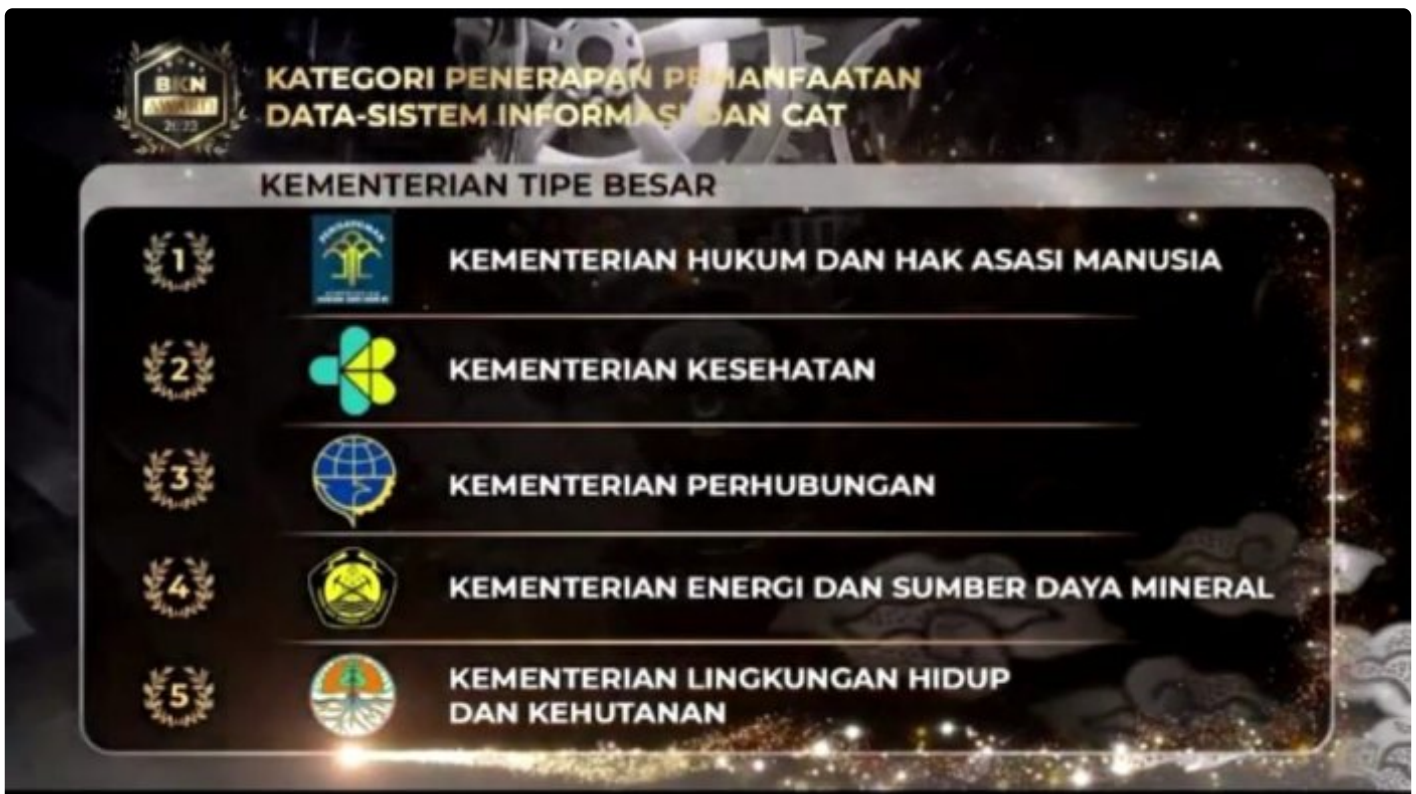 BKN
AWARD
KATEGORI PENERAPAN PEMANFAATAN
DATA-SISTEM INFORMASI DAN CAT
KEMENTERIAN TIPE BESAR
1
PENGAYOMAN
KEMENTERIAN HUKUM DAN HAK ASASI MANUSIA
2
KEMENTERIAN KESEHATAN
3
KEMENTERIAN PERHUBUNGAN
4
KEMENTERIAN ENERGI DAN SUMBER DAYA MINERAL
5
KEMENTERIAN LINGKUNGAN HIDUP
DAN KEHUTANAN